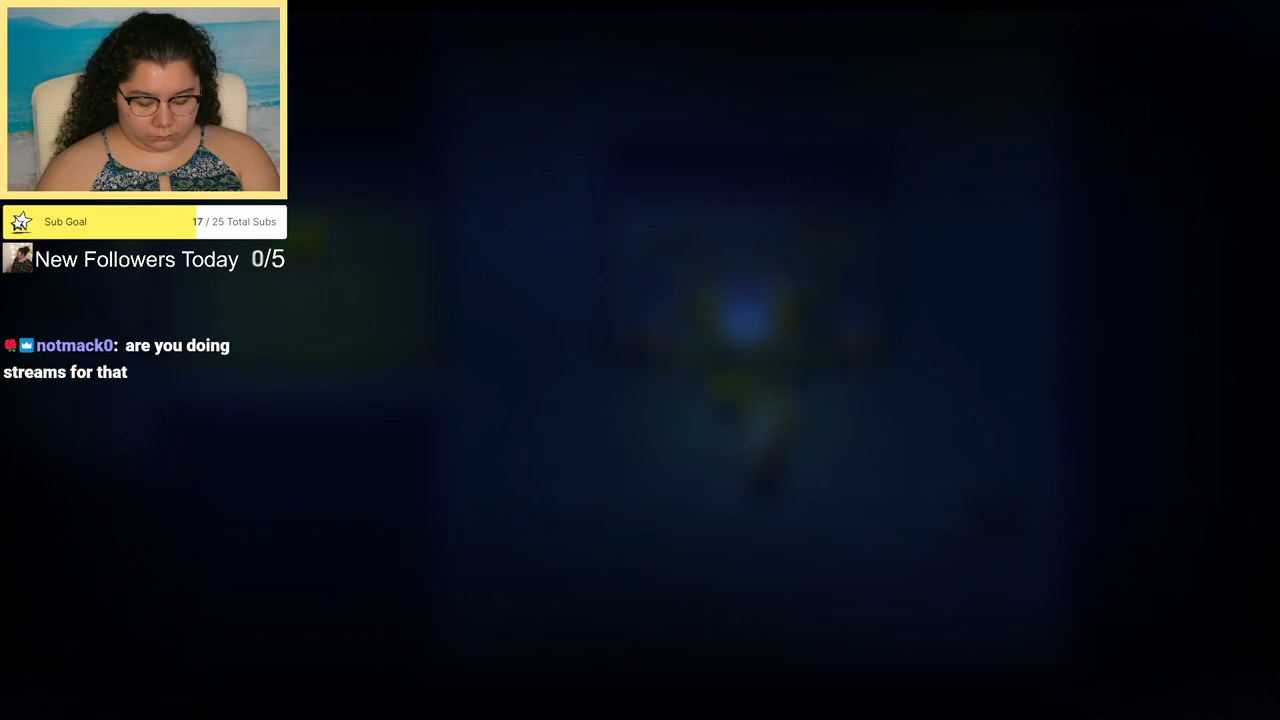 Sub Goal 17 / 25 Total Subs
New Followers Today 0/5
notmack0: are you doing
streams for that